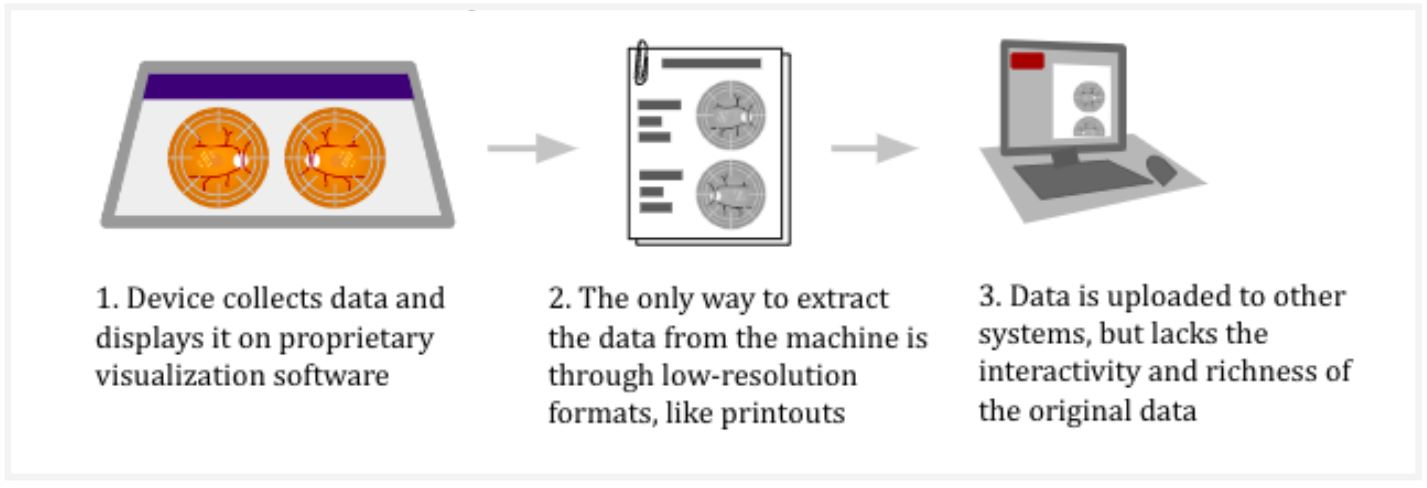 1. Device collects data and
displays it on proprietary
visualization software
2. The only way to extract
the data from the machine is
through low-resolution
formats, like printouts
3. Data is uploaded to other
systems, but lacks the
interactivity and richness of
the original data